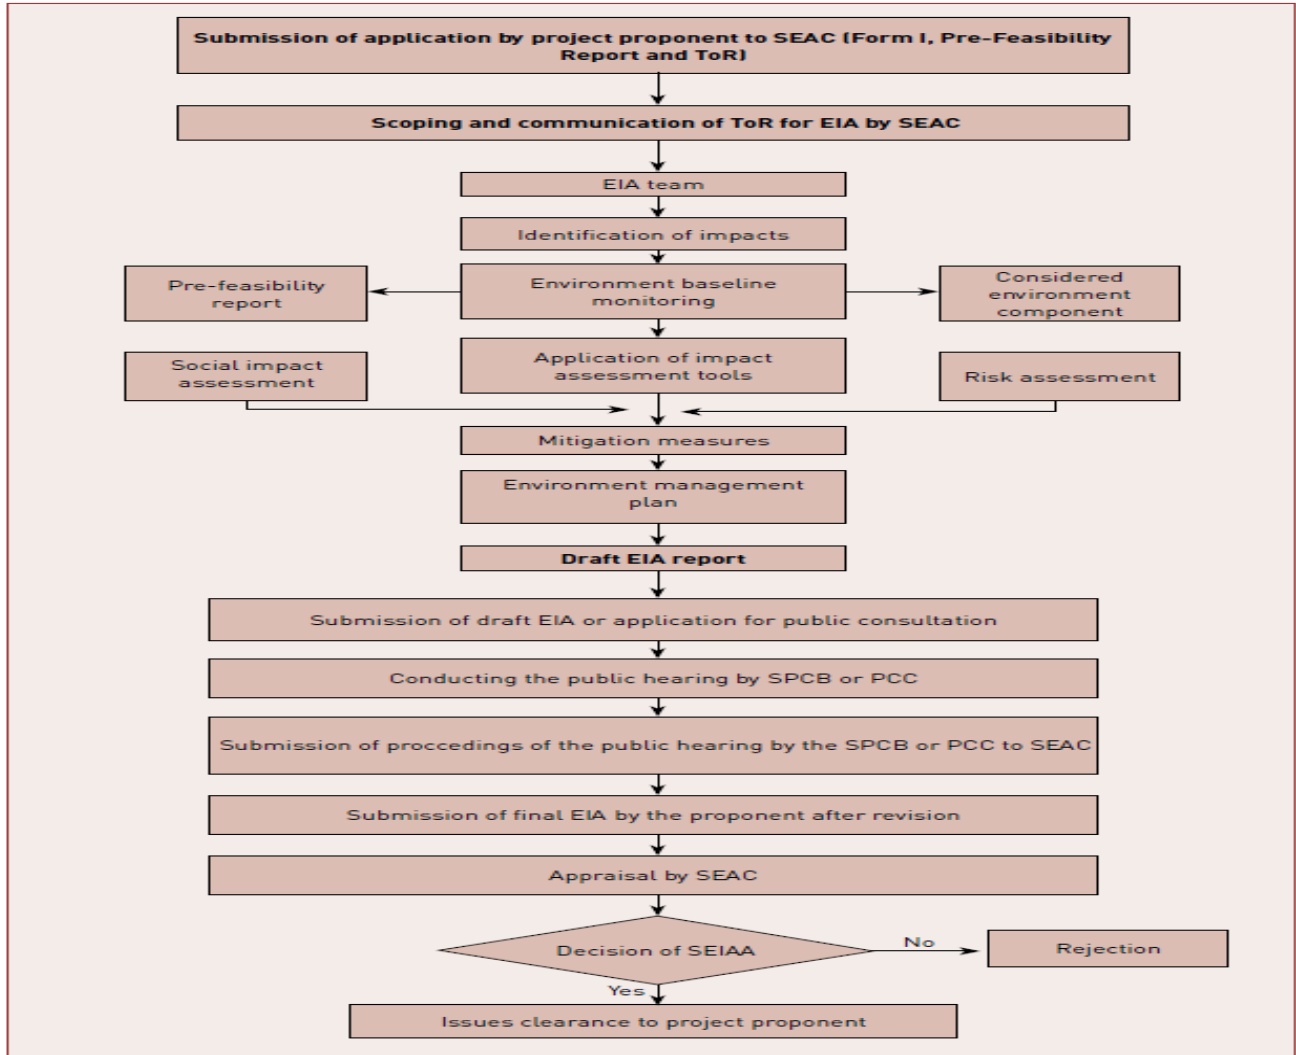 Submission of application by project proponent to SEAC (Form I, Pre-Feasibility
Report and ToR)
Scoping and communication of ToR for EIA by SEAC
EIA team
Identification of impacts
Pre-feasibility
report
Environment baseline
monitoring
Considered
environment
component
Social impact
assessment
Application of impact
assessment tools
Risk assessment
Mitigation measures
Environment management
plan
Draft EIA report
Submission of draft EIA or application for public consultation
Conducting the public hearing by SPCB or PCC
Submission of proccedings of the public hearing by the SPCB or PCC to SEAC
Submission of final EIA by the proponent after revision
Appraisal by SEAC
Decision of SEIAA
No
Rejection
Yes
Issues clearance to project proponent